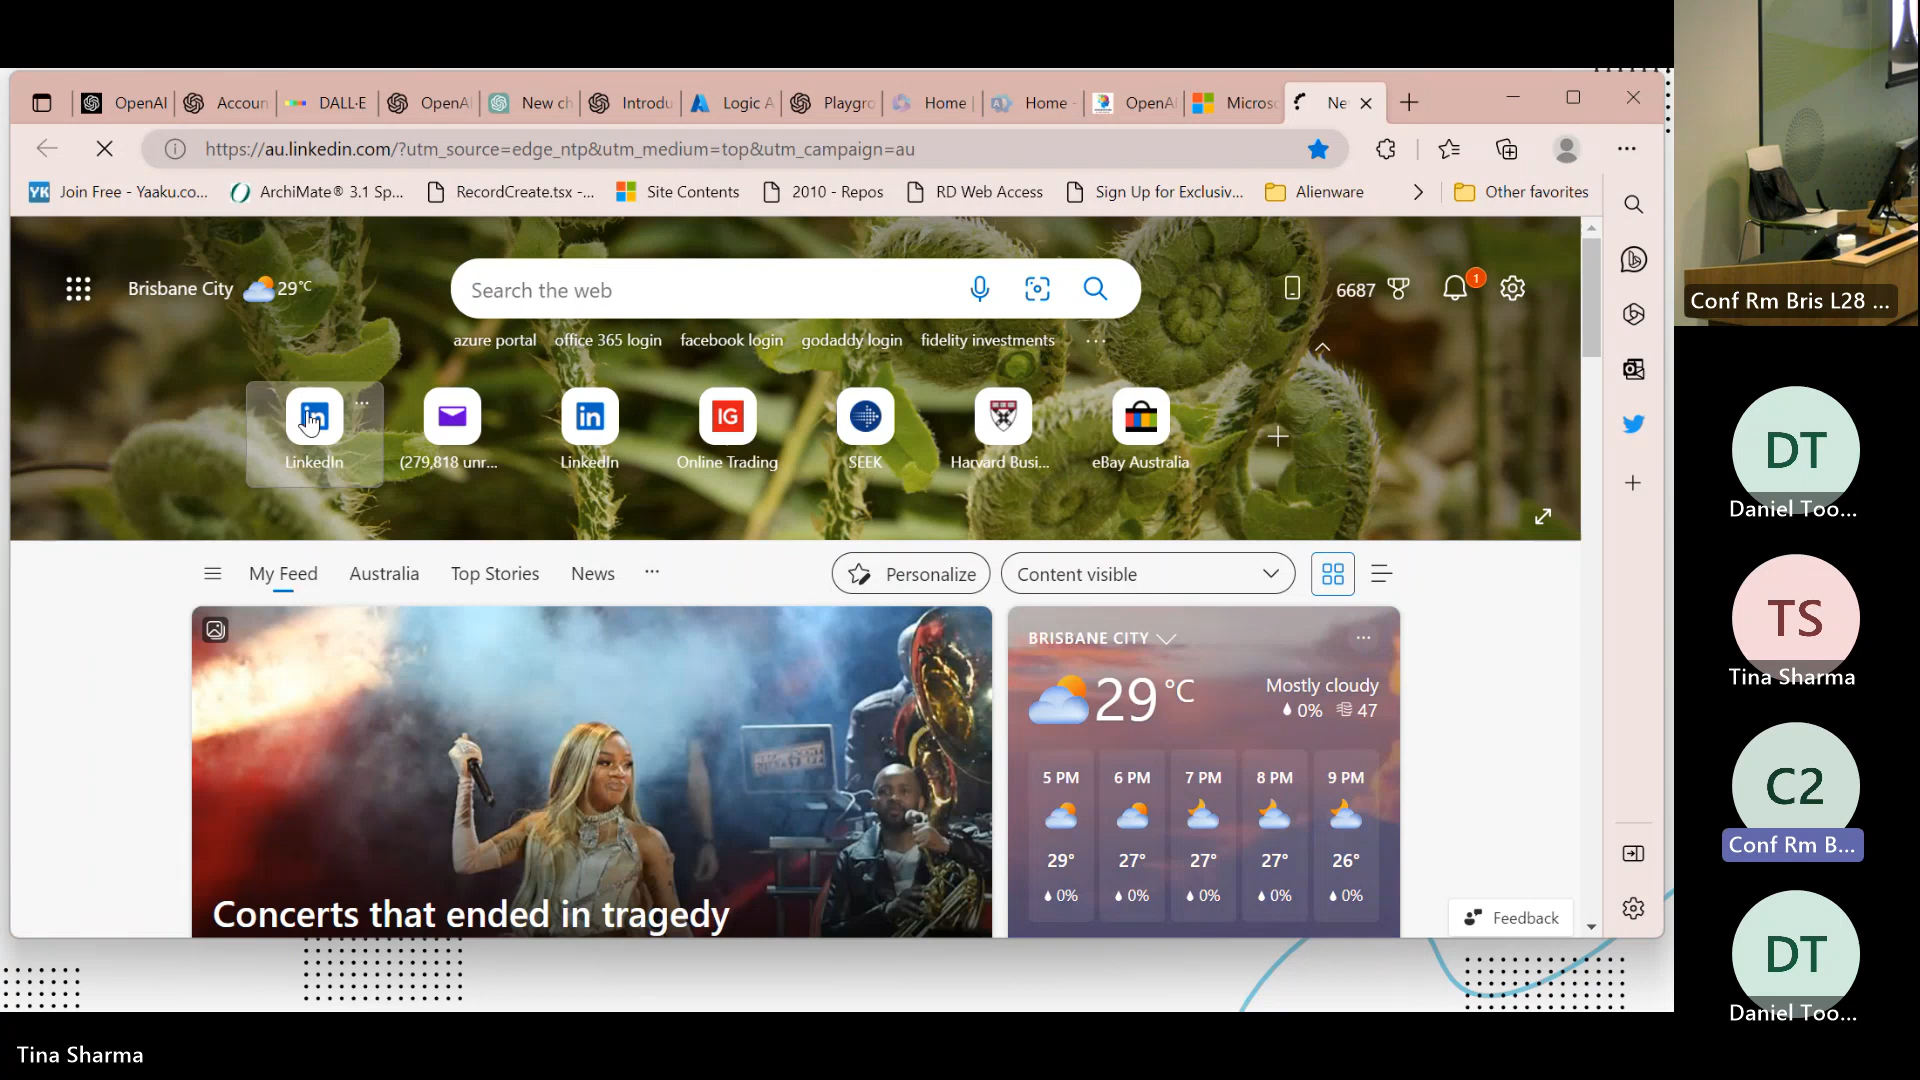 OpenAI
Accoun
DALL·E
OpenA
New ch
Introdu
Logic A
Playgro
Home
Home
OpenA
Micros
Ne
https://au.linkedin.com/?utm_source=edge_ntp&utm_medium=top&utm_campaign=au
YK
Join Free - Yaaku.co...
ArchiMate® 3.1 Sp...
RecordCreate.tsx -...
Site Contents
2010 - Repos
RD Web Access
Sign Up for Exclusiv...
Alienware
Other favorites
Brisbane City
29°C
Search the web
6687
1
azure portal
office 365 login
facebook login
godaddy login
fidelity investments
...
in
in
IG
LinkedIn
(279,818 unr...
LinkedIn
Online Trading
SEEK
Harvard Busi...
eBay Australia
My Feed
Australia
Top Stories
News
...
Personalize
Content visible
BRISBANE CITY
29 °C
Mostly cloudy
0% 47
5 PM 6 PM 7 PM 8 PM 9 PM
29° 27° 27° 27° 26°
0% 0% 0% 0% 0%
Concerts that ended in tragedy
Feedback
Conf Rm Bris L28 ...
DT
Daniel Too...
TS
Tina Sharma
C2
Conf Rm B...
DT
Daniel Too...
Tina Sharma